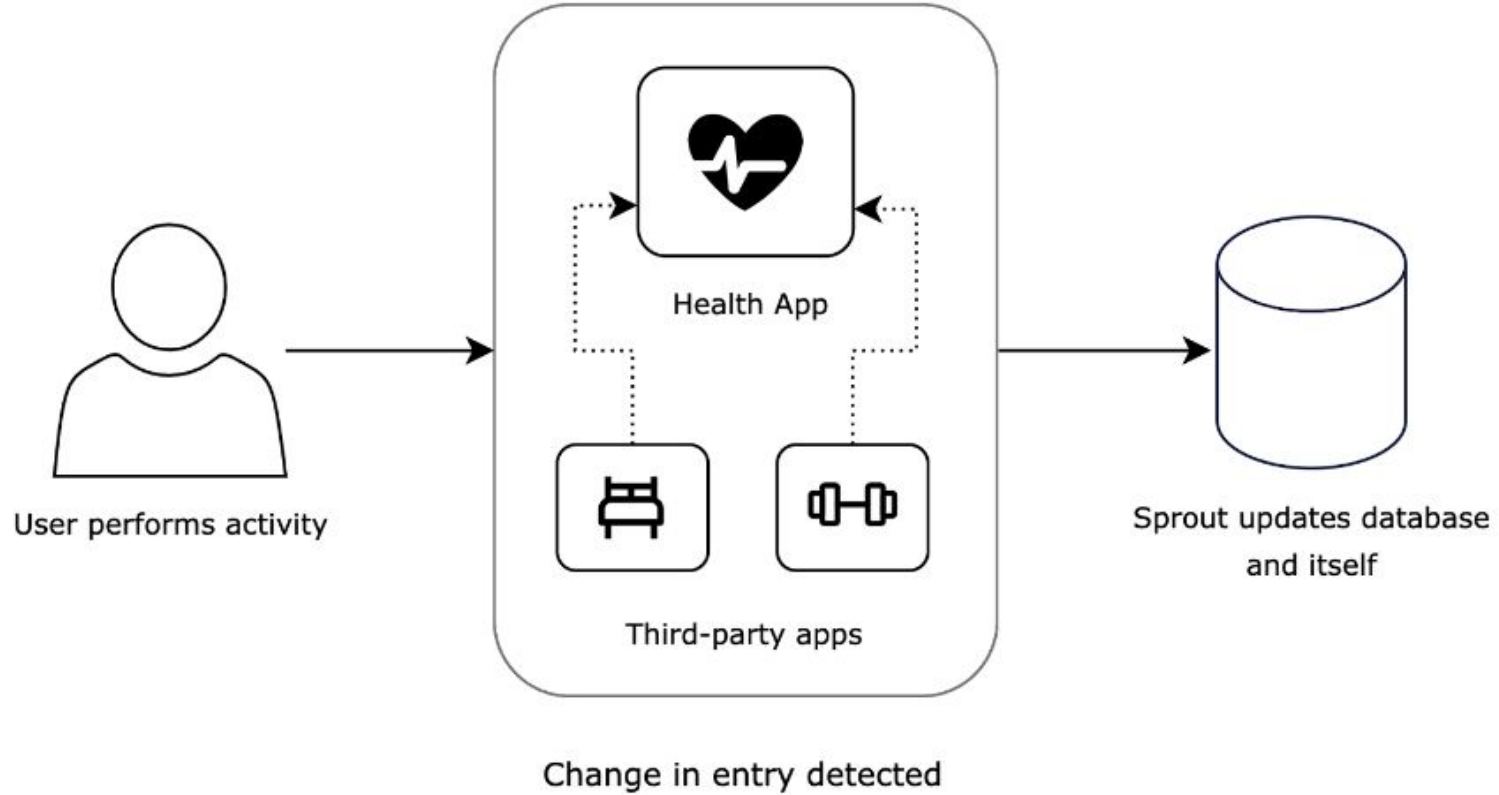 Health App
User performs activity
Sprout updates database
and itself
Third-party apps
Change in entry detected